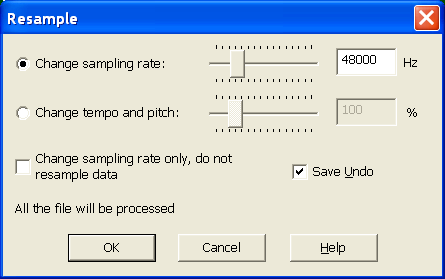 Resample
Change sampling rate: 48000 Hz
Change tempo and pitch: 100 %
Change sampling rate only, do not
resample data
Save Undo
All the file will be processed
OK Cancel Help